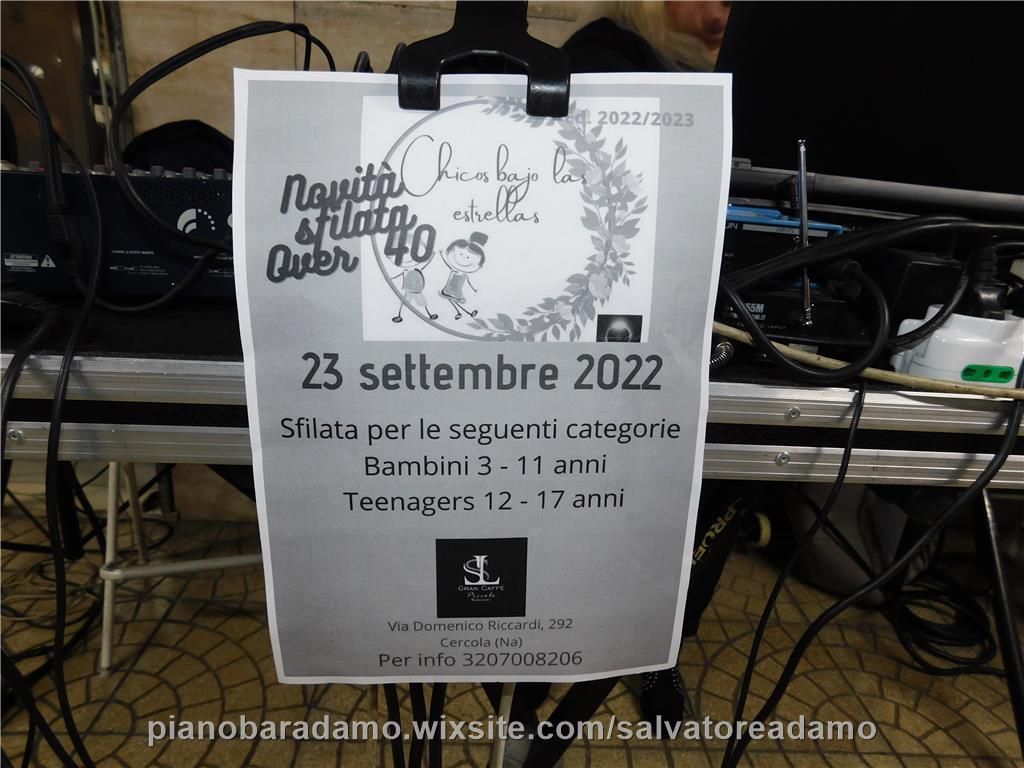 Ed. 2022/2023
Chicos bajo las
estrellas
Novità
sfilata
Over 40
23 settembre 2022
Sfilata per le seguenti categorie
Bambini 3 - 11 anni
Teenagers 12 - 17 anni
SL
GRAN CAFFÈ
Via Domenico Riccardi, 292
Cercola (Na)
Per info 3207008206
pianobaradamo.wixsite.com/salvatoreadamo